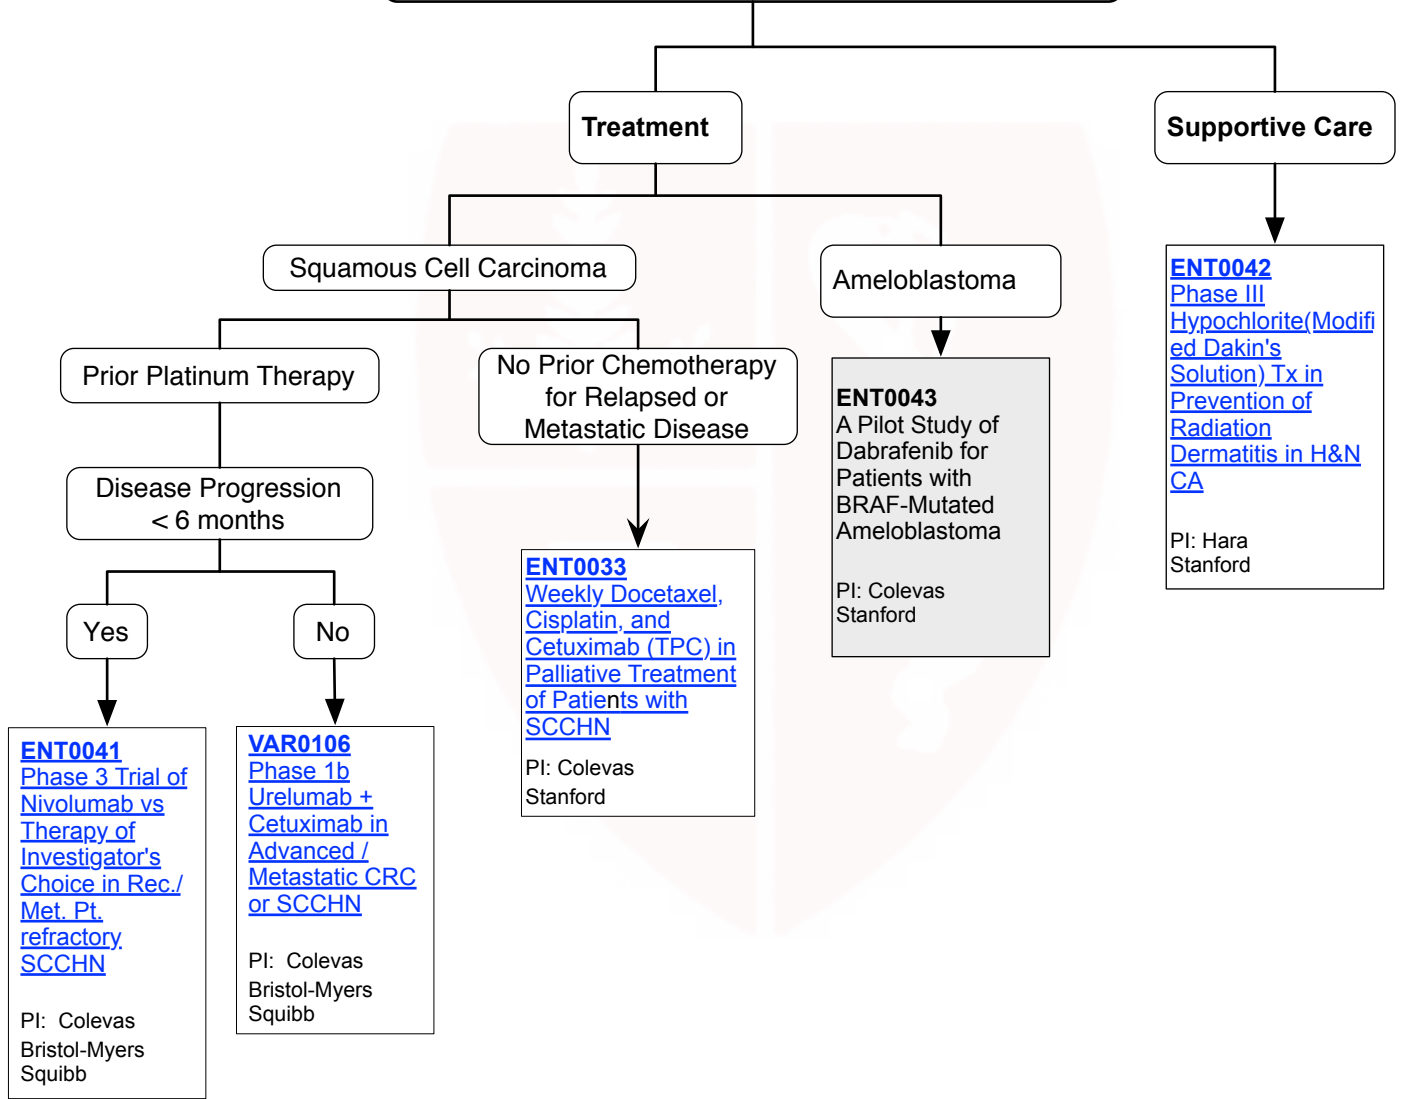 Treatment
Supportive Care
Squamous Cell Carcinoma
Ameloblastoma
Prior Platinum Therapy
No Prior Chemotherapy
for Relapsed or
Metastatic Disease
Disease Progression
< 6 months
Yes
No
ENT0041
Phase 3 Trial of
Nivolumab vs
Therapy of
Investigator's
Choice in Rec./
Met. Pt.
refractory
SCCHN
PI: Colevas
Bristol-Myers
Squibb
VAR0106
Phase 1b
Urelumab +
Cetuximab in
Advanced /
Metastatic CRC
or SCCHN
PI: Colevas
Bristol-Myers
Squibb
ENT0033
Weekly Docetaxel,
Cisplatin, and
Cetuximab (TPC) in
Palliative Treatment
of Patients with
SCCHN
PI: Colevas
Stanford
ENT0043
A Pilot Study of
Dabrafenib for
Patients with
BRAF-Mutated
Ameloblastoma
PI: Colevas
Stanford
ENT0042
Phase III
Hypochlorite(Modifi
ed Dakin's
Solution) Tx in
Prevention of
Radiation
Dermatitis in H&N
CA
PI: Hara
Stanford